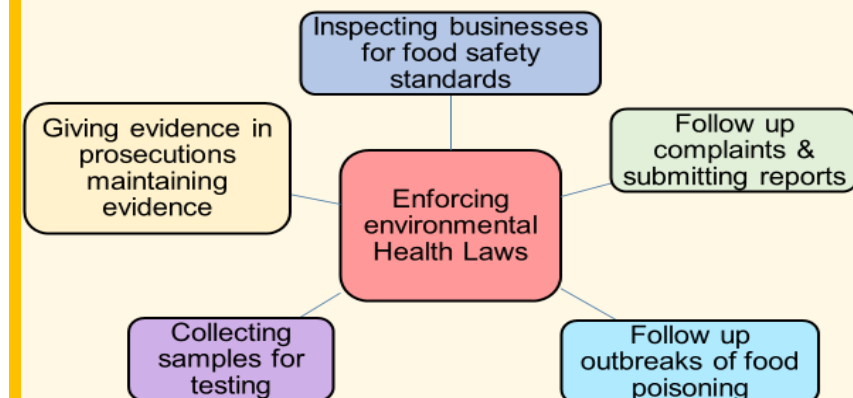 Inspecting businesses
for food safety
standards
Giving evidence in
prosecutions
maintaining
evidence
Follow up
complaints &
submitting reports
Enforcing
environmental
Health Laws
Collecting
samples for
testing
Follow up
outbreaks of food
poisoning